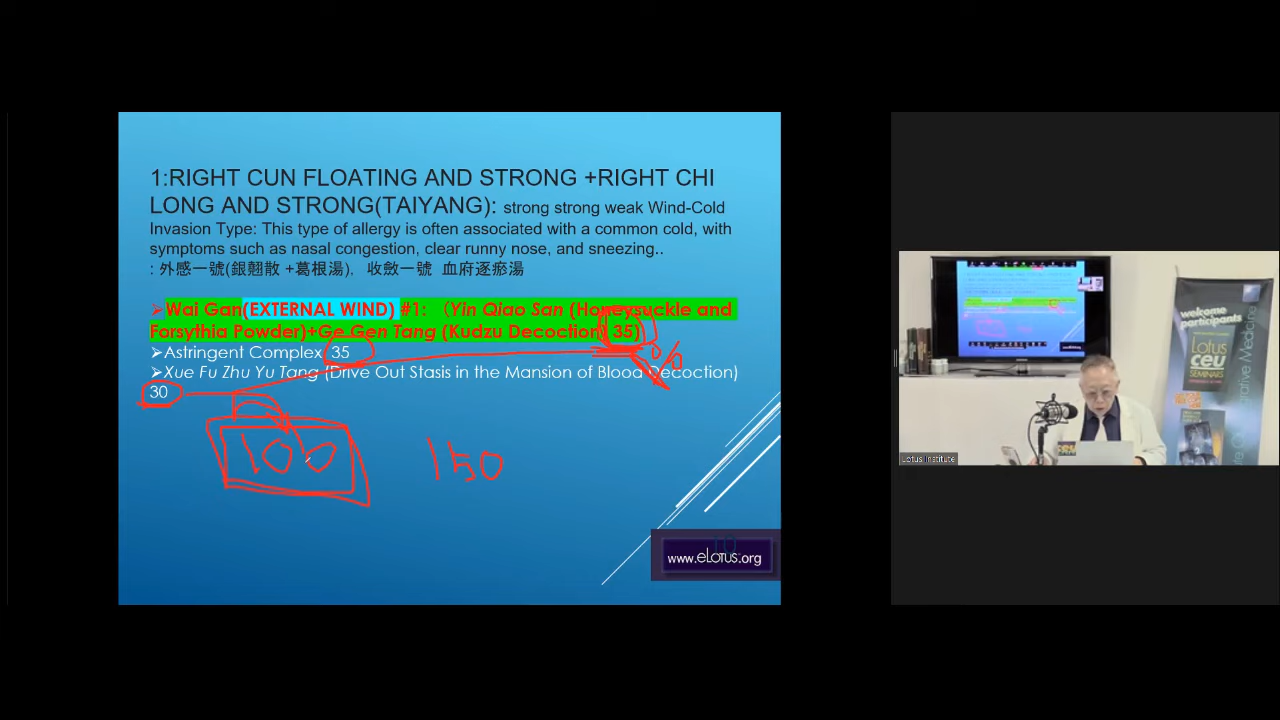 1:RIGHT CUN FLOATING AND STRONG +RIGHT CHI
LONG AND STRONG(TAIYANG): strong strong weak Wind-Cold
Invasion Type: This type of allergy is often associated with a common cold, with
symptoms such as nasal congestion, clear runny nose, and sneezing..
: 外感一號(銀翹散 +葛根湯), 收斂一號 血府逐瘀湯
➢Wai Gan(EXTERNAL WIND) #1: (Yin Qiao San (Honeysuckle and
Forsythia Powder)+Ge Gen Tang (Kudzu Decoction) 35)
➢Astringent Complex 35
%
➢Xue Fu Zhu Yu Tang (Drive Out Stasis in the Mansion of Blood Decoction)
30
100
150
10
www.eLotus.org
welcome
participants
Lotus
ceu
SEMINARS
Integrative Medicine
Lotus Institute